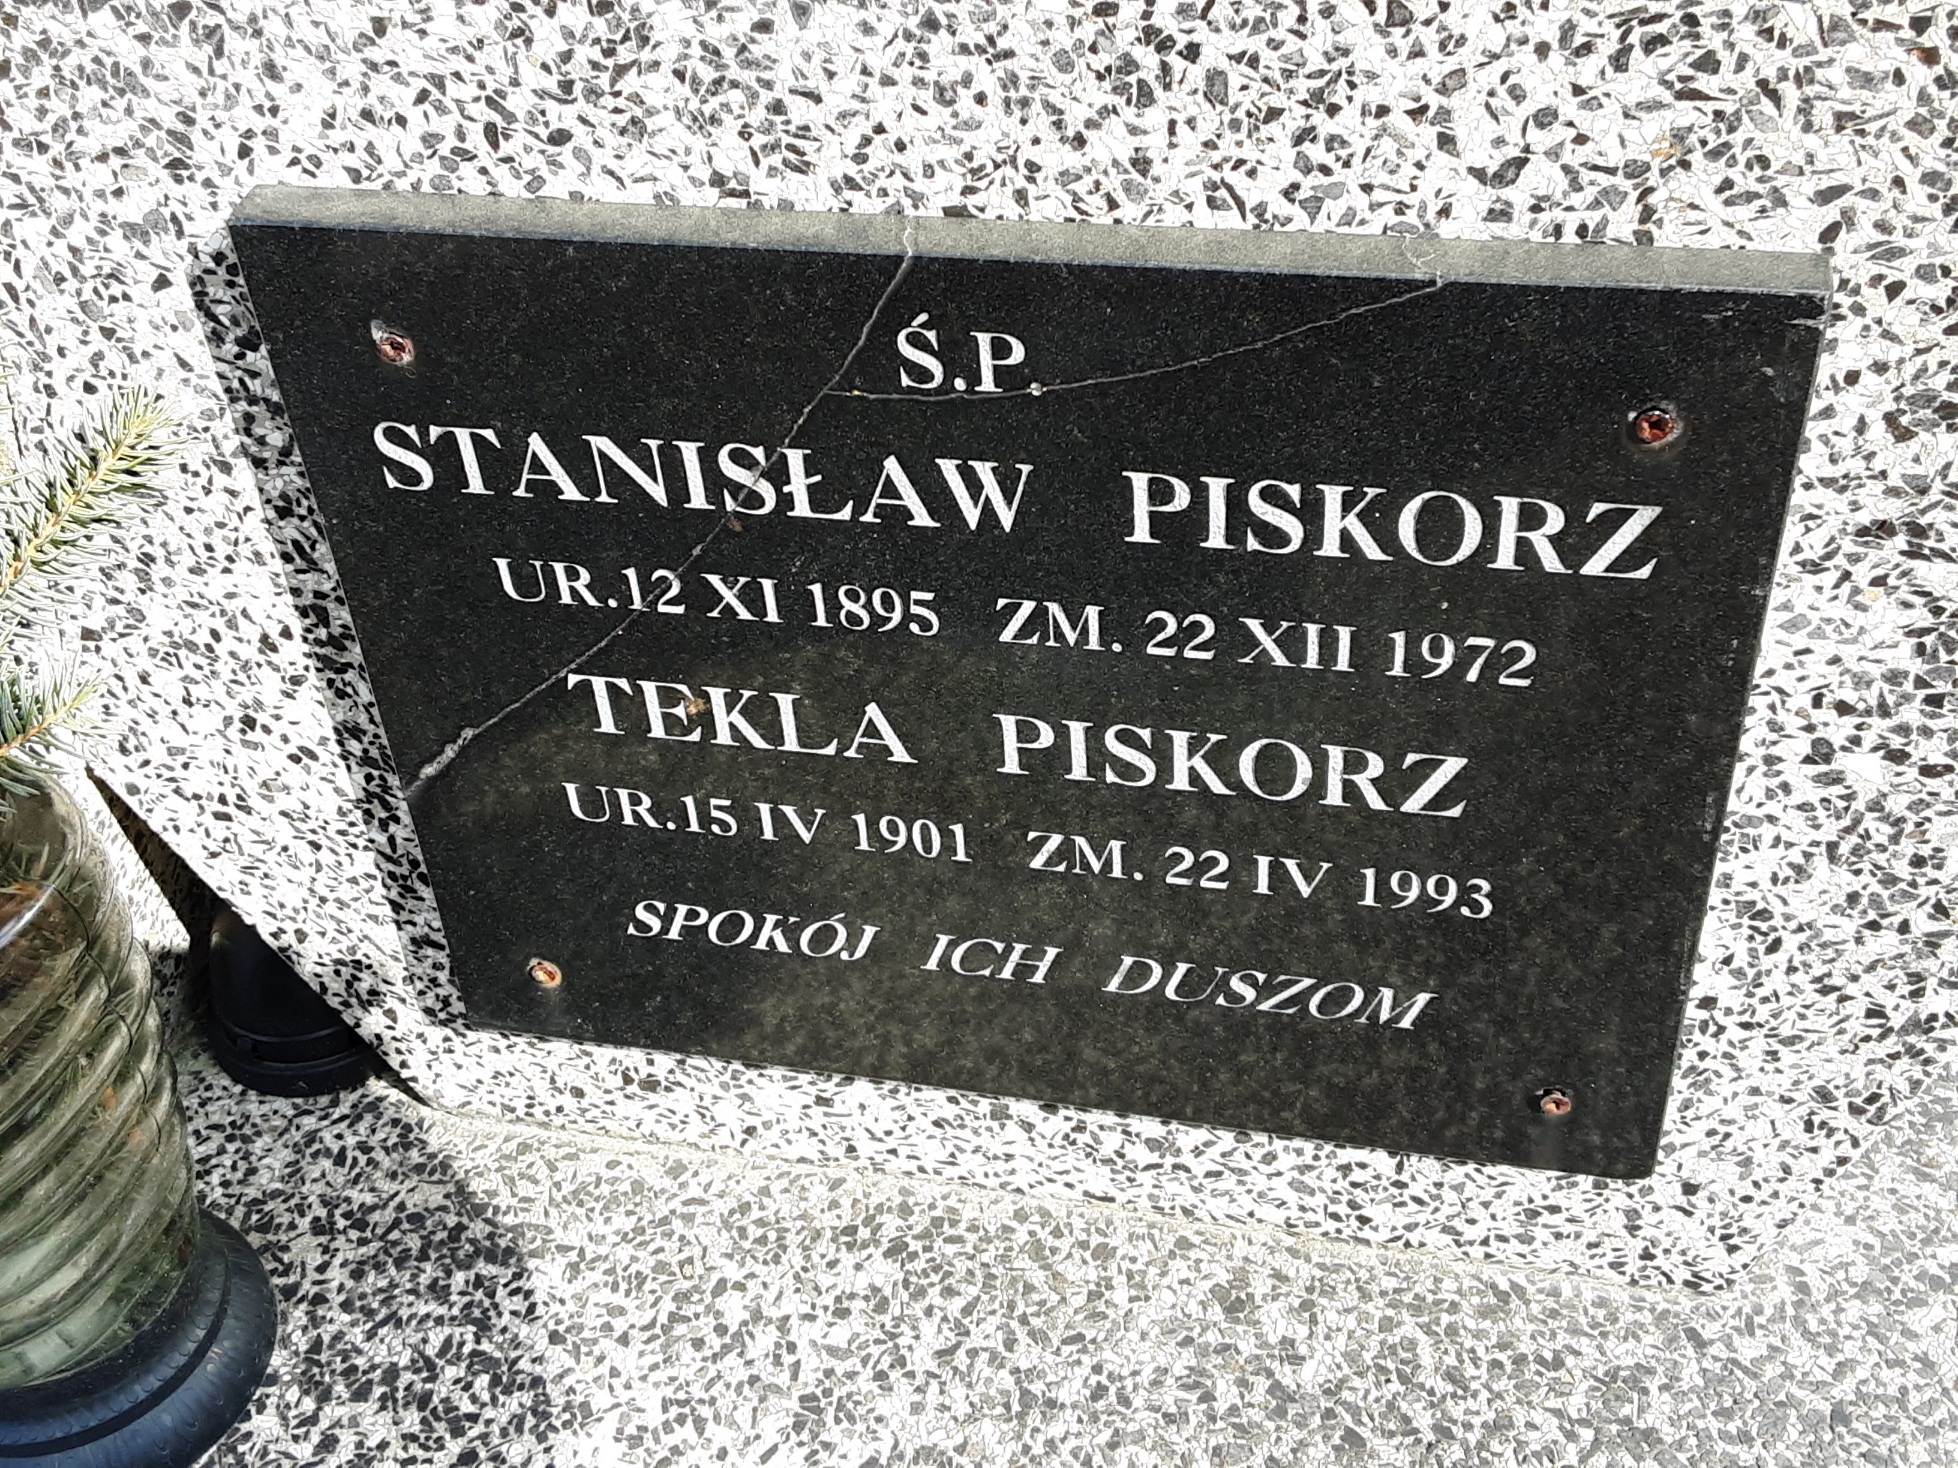 Ś.P.
STANISŁAW PISKORZ
UR.12 XI 1895 ZM. 22 XII 1972
TEKLA PISKORZ
UR.15 IV 1901 ZM. 22 IV 1993
SPOKÓJ ICH DUSZOM